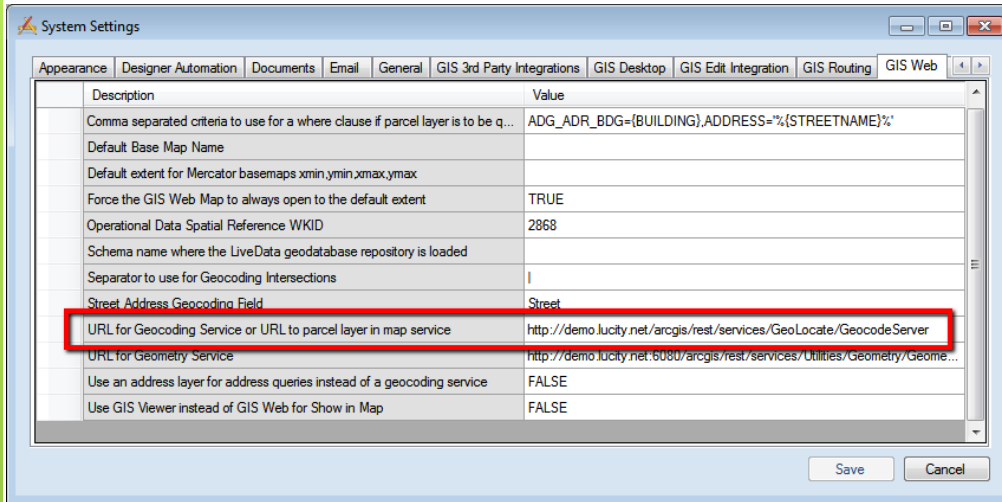 System Settings
Appearance Designer Automation Documents Email General GIS 3rd Party Integrations GIS Desktop GIS Edit Integration GIS Routing GIS Web
Description Value
Comma separated criteria to use for a where clause if parcel layer is to be q... ADG_ADR_BDG={BUILDING},ADDRESS='%{STREETNAME}%'
Default Base Map Name
Default extent for Mercator basemaps xmin,ymin,xmax,ymax
Force the GIS Web Map to always open to the default extent TRUE
Operational Data Spatial Reference WKID 2868
Schema name where the LiveData geodatabase repository is loaded
Separator to use for Geocoding Intersections |
Street Address Geocoding Field Street
URL for Geocoding Service or URL to parcel layer in map service http://demo.lucity.net/arcgis/rest/services/GeoLocate/GeocodeServer
URL for Geometry Service http://demo.lucity.net:6080/arcgis/rest/services/Utilities/Geometry/Geome...
Use an address layer for address queries instead of a geocoding service FALSE
Use GIS Viewer instead of GIS Web for Show in Map FALSE
Save Cancel